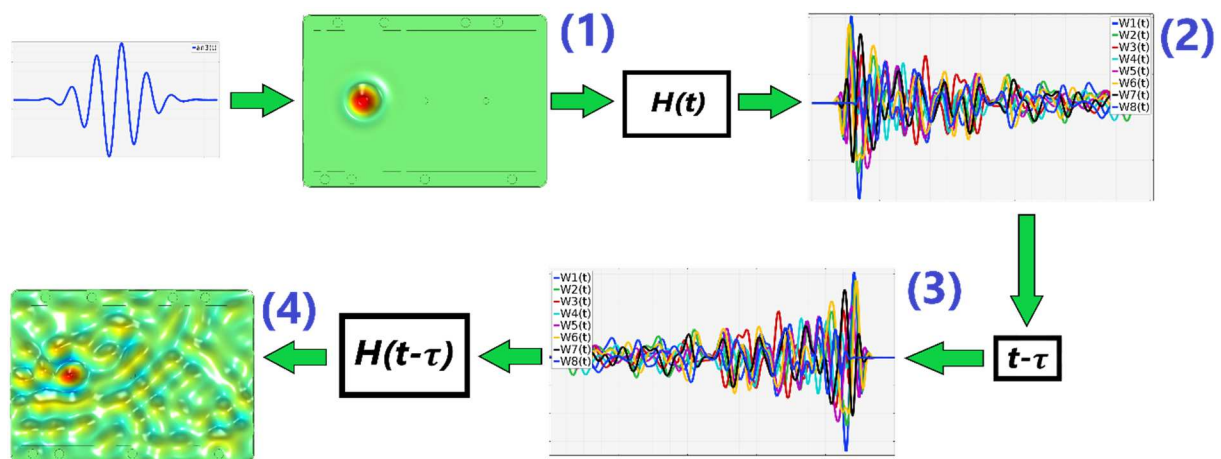 (1)
(2)
H(t)
W1(t)
W2(t)
W3(t)
W4(t)
W5(t)
W6(t)
W7(t)
W8(t)
t-τ
(3)
W1(t)
W2(t)
W3(t)
W4(t)
W5(t)
W6(t)
W7(t)
W8(t)
H(t-τ)
(4)